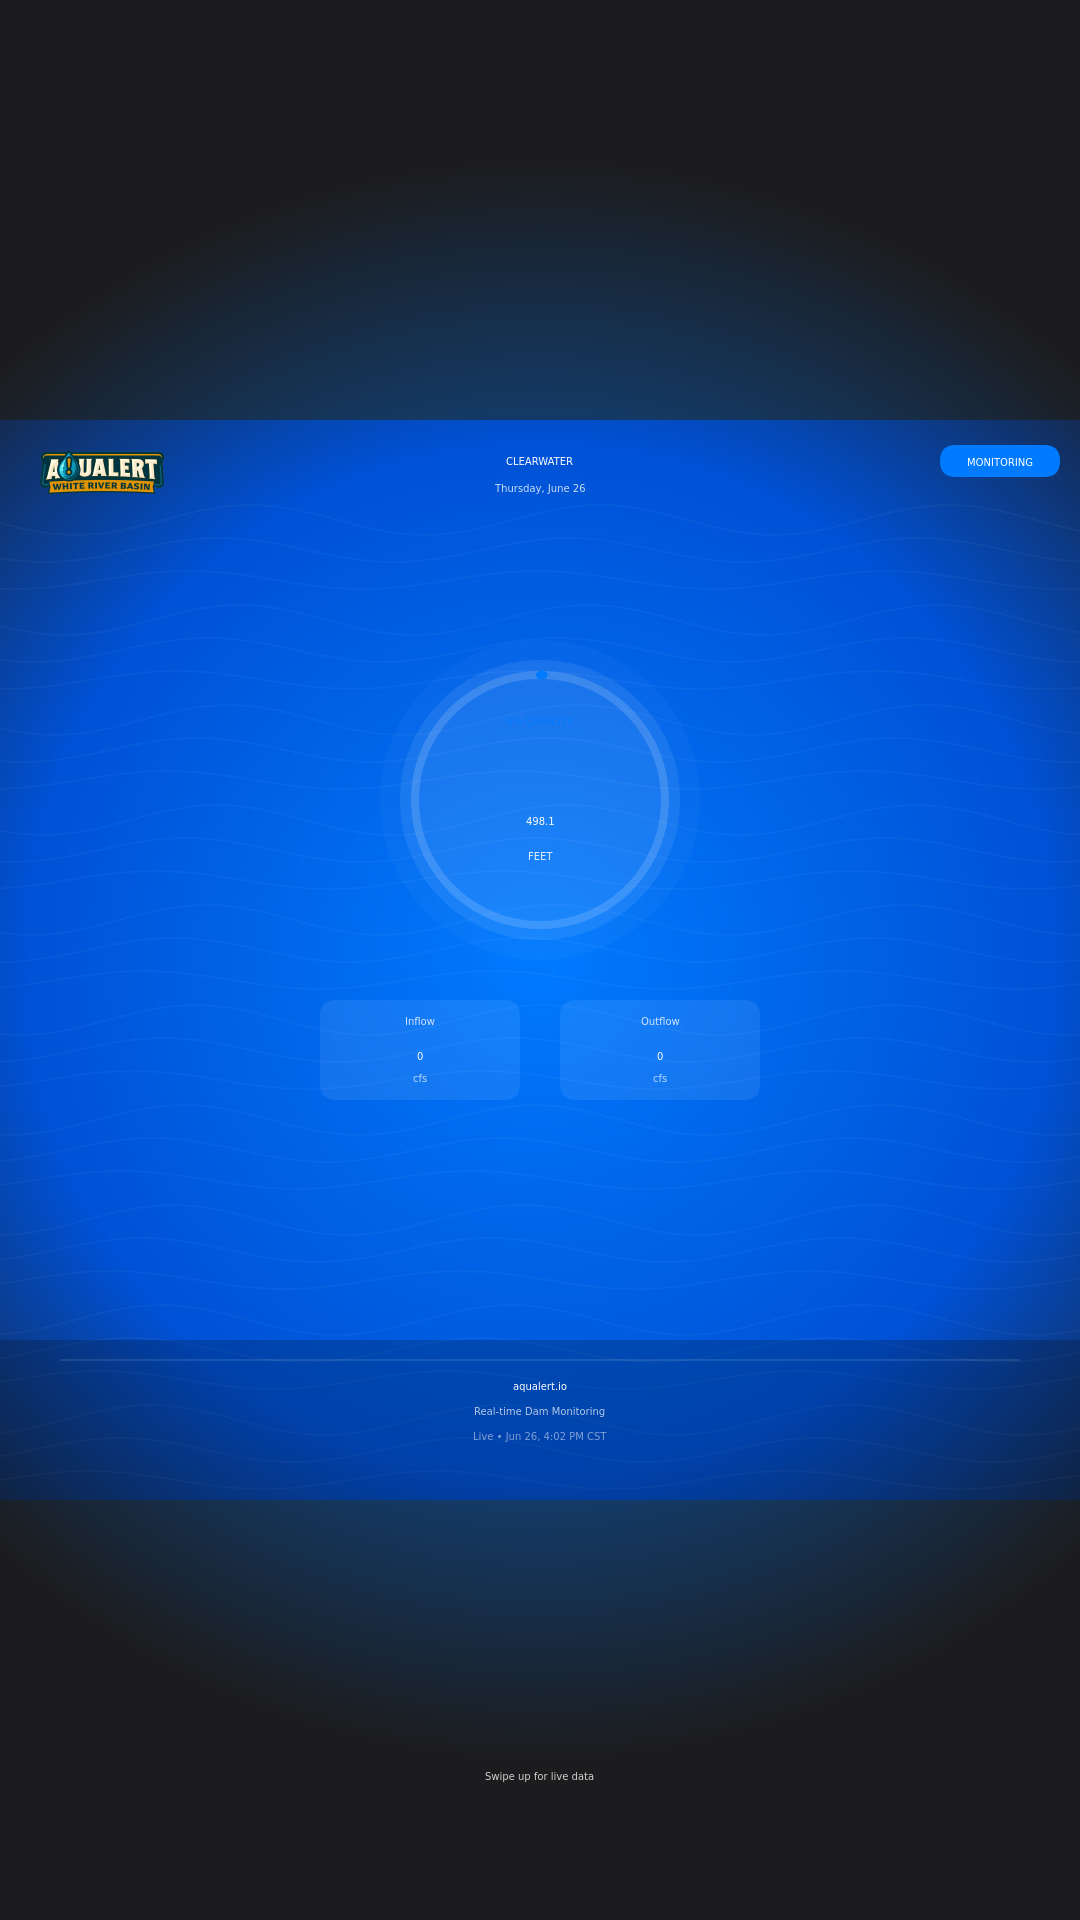 AQUALERT
WHITE RIVER BASIN
CLEARWATER
Thursday, June 26
MONITORING
498.1
FEET
Inflow
0
cfs
Outflow
0
cfs
aqualert.io
Real-time Dam Monitoring
Live • Jun 26, 4:02 PM CST
Swipe up for live data